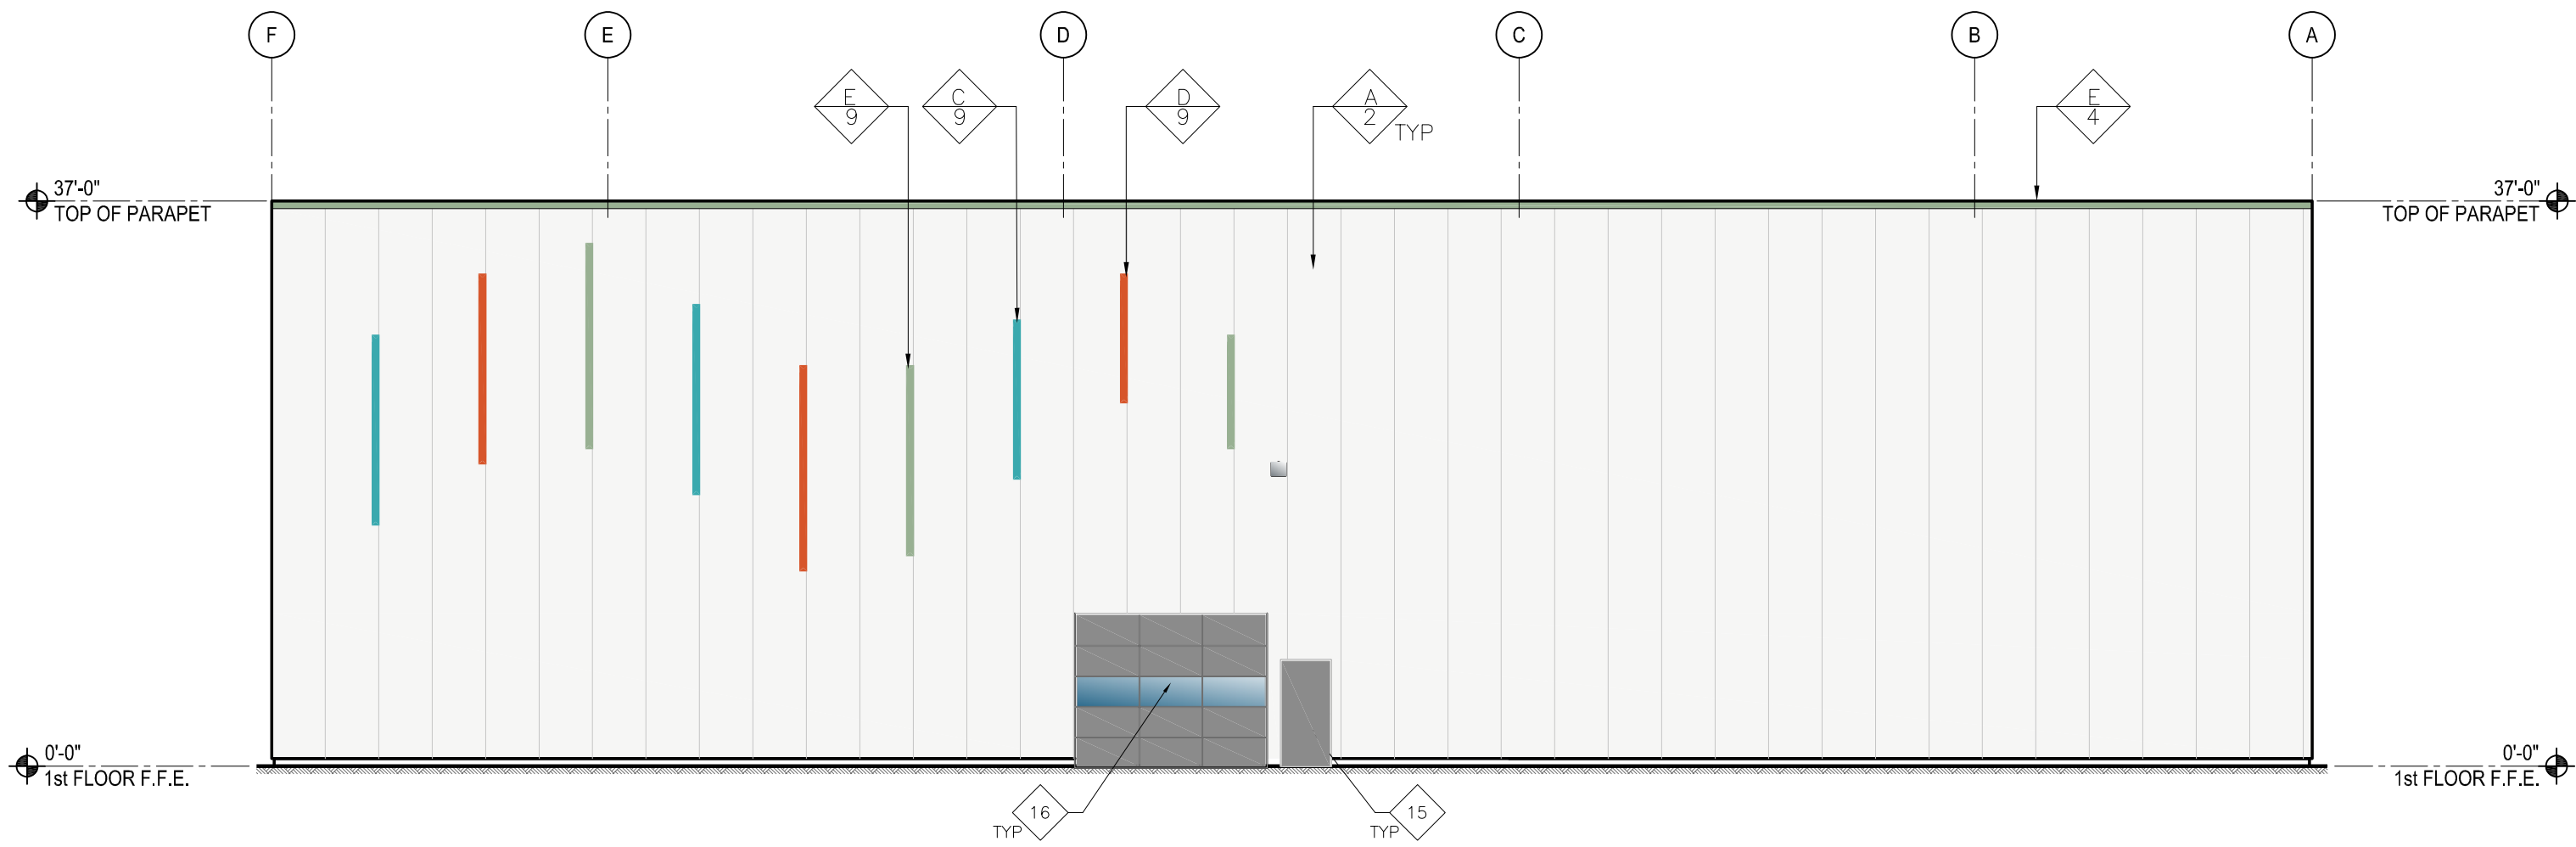 F
E
D
C
B
A
E
9
C
9
D
9
A
2
TYP
E
4
37'-0"
TOP OF PARAPET
37'-0"
TOP OF PARAPET
0'-0"
1st FLOOR F.F.E.
0'-0"
1st FLOOR F.F.E.
16
TYP
15
TYP